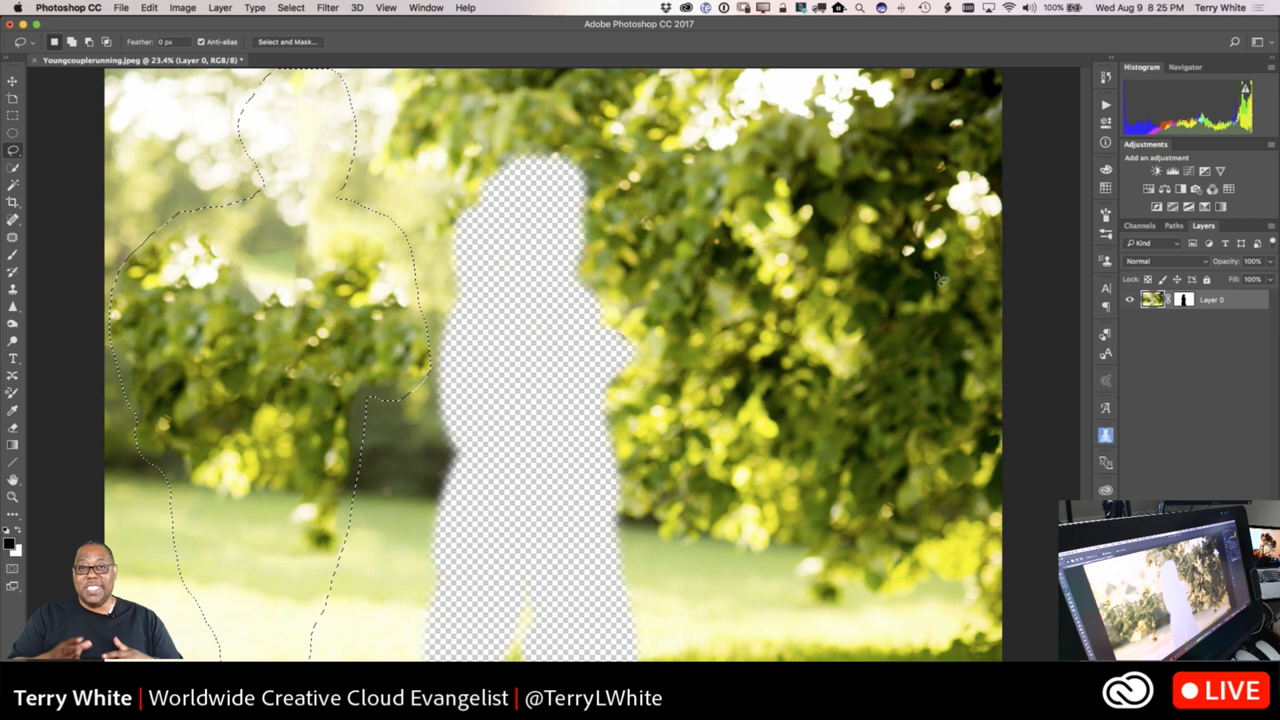 Photoshop CC File Edit Image Layer Type Select Filter 3D View Window Help 100% Wed Aug 9 8 25 PM Terry White
Adobe Photoshop CC 2017
Feather: 0 px Anti-alias Select and Mask...
Youngcouplerunning.jpeg @ 23.4% (Layer 0, RGB/8) *
Histogram Navigator
Adjustments
Add an adjustment
Channels Paths Layers
Kind
Normal Opacity: 100%
Lock: Fill: 100%
Layer 0
Terry White | Worldwide Creative Cloud Evangelist | @TerryLWhite
LIVE